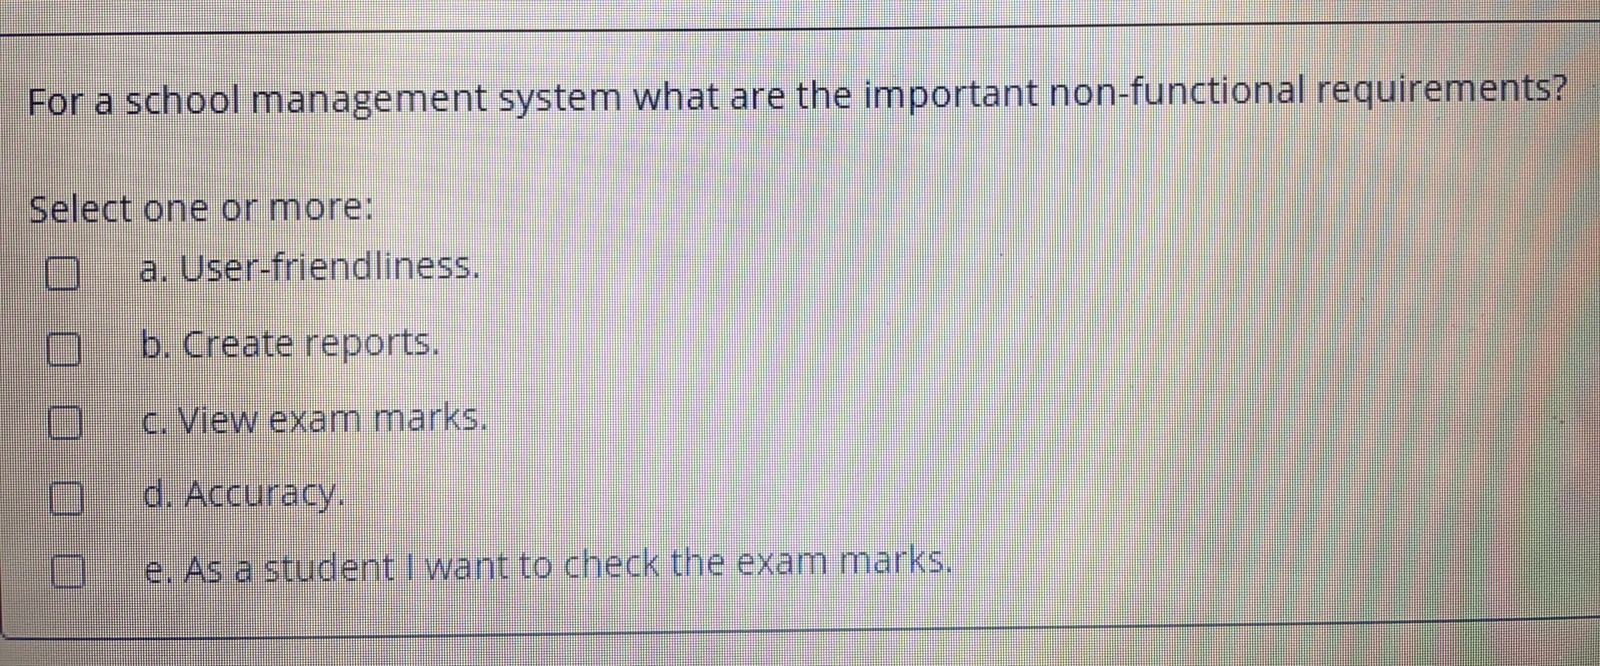 For a school management system what are the important non-functional requirements?
Select one or more:
a. User-friendliness.
b. Create reports.
c. View exam marks.
d. Accuracy.
e. As a student I want to check the exam marks.